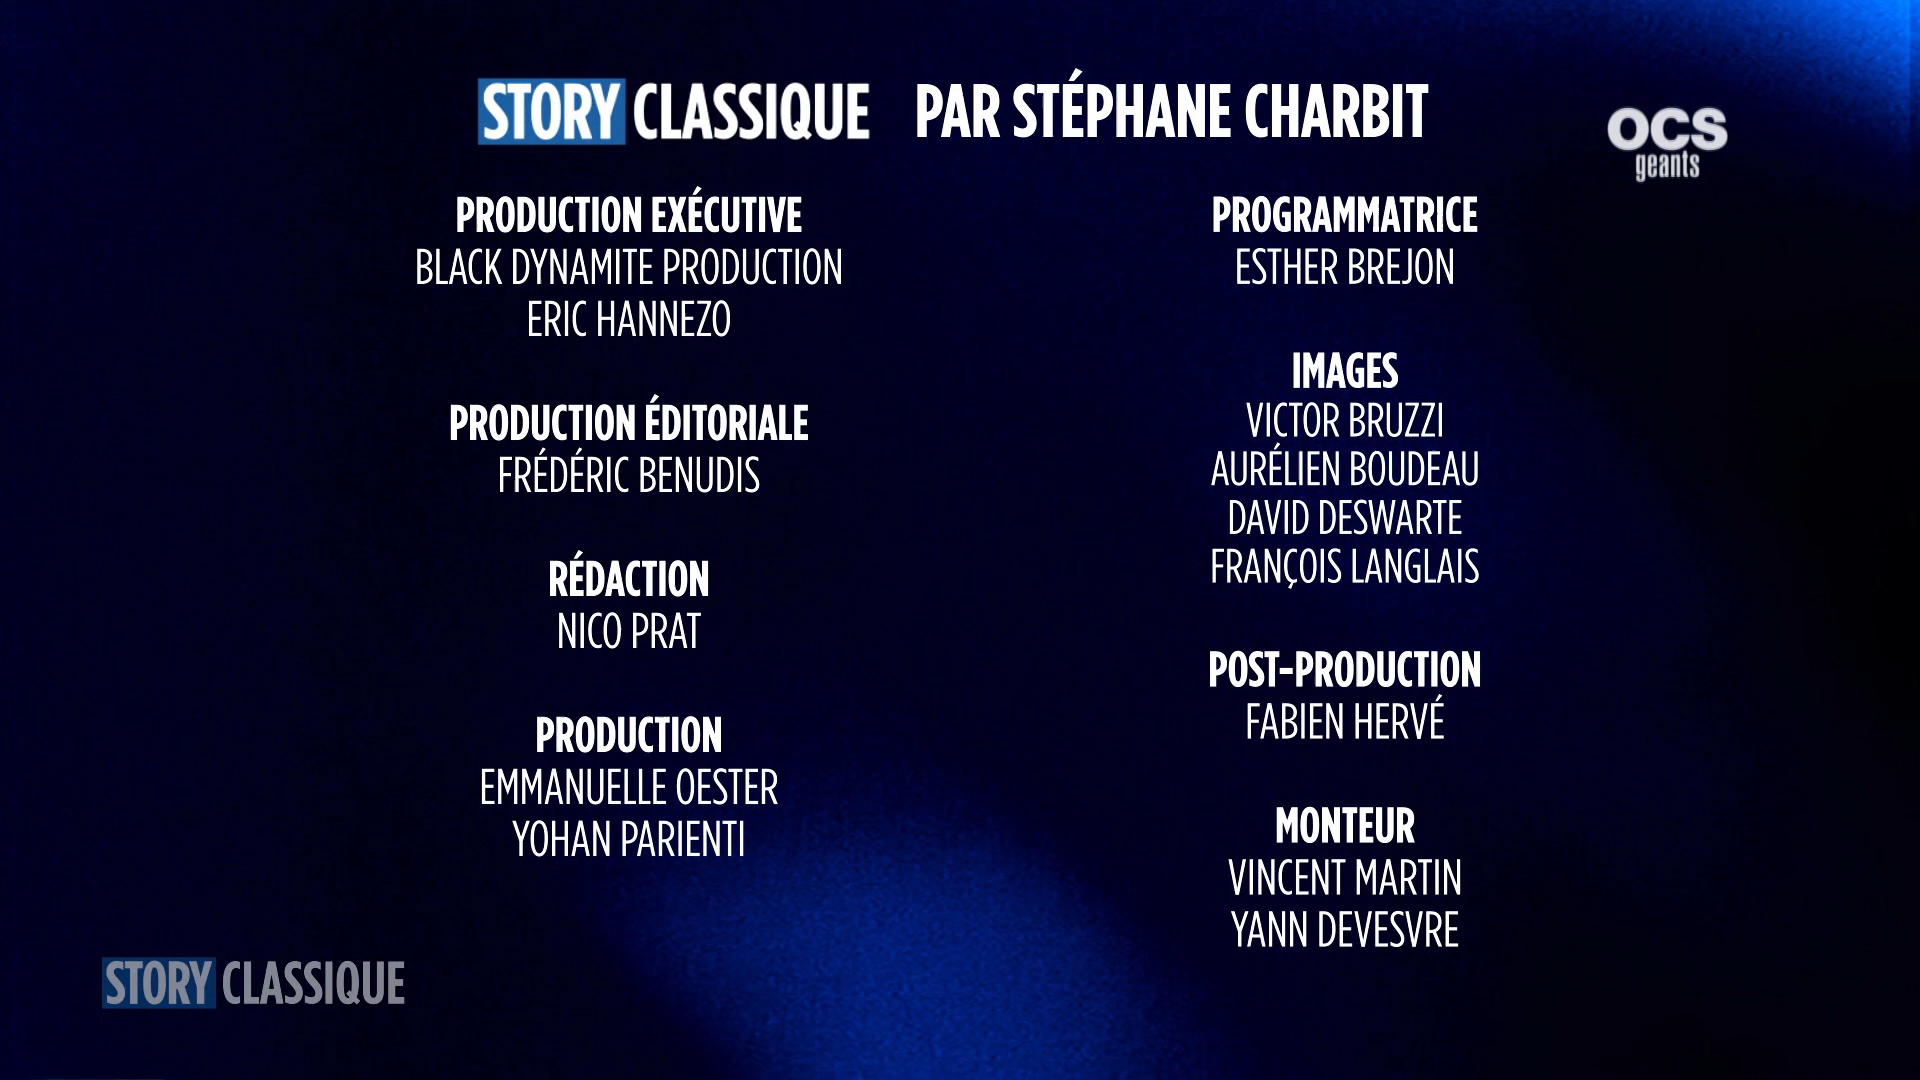 STORY CLASSIQUE PAR STÉPHANE CHARBIT
OCS
geants
PRODUCTION EXÉCUTIVE
BLACK DYNAMITE PRODUCTION
ERIC HANNEZO
PRODUCTION ÉDITORIALE
FRÉDÉRIC BENUDIS
RÉDACTION
NICO PRAT
PRODUCTION
EMMANUELLE OESTER
YOHAN PARIENTI
PROGRAMMATRICE
ESTHER BREJON
IMAGES
VICTOR BRUZZI
AURÉLIEN BOUDEAU
DAVID DESWARTE
FRANÇOIS LANGLAIS
POST-PRODUCTION
FABIEN HERVÉ
MONTEUR
VINCENT MARTIN
YANN DEVESVRE
STORY CLASSIQUE